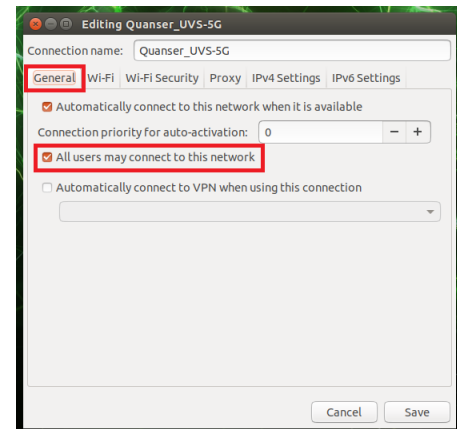 Editing Quanser_UVS-5G
Connection name: Quanser_UVS-5G
General Wi-Fi Wi-Fi Security Proxy IPv4 Settings IPv6 Settings
Automatically connect to this network when it is available
Connection priority for auto-activation: 0 − +
All users may connect to this network
Automatically connect to VPN when using this connection
Cancel Save